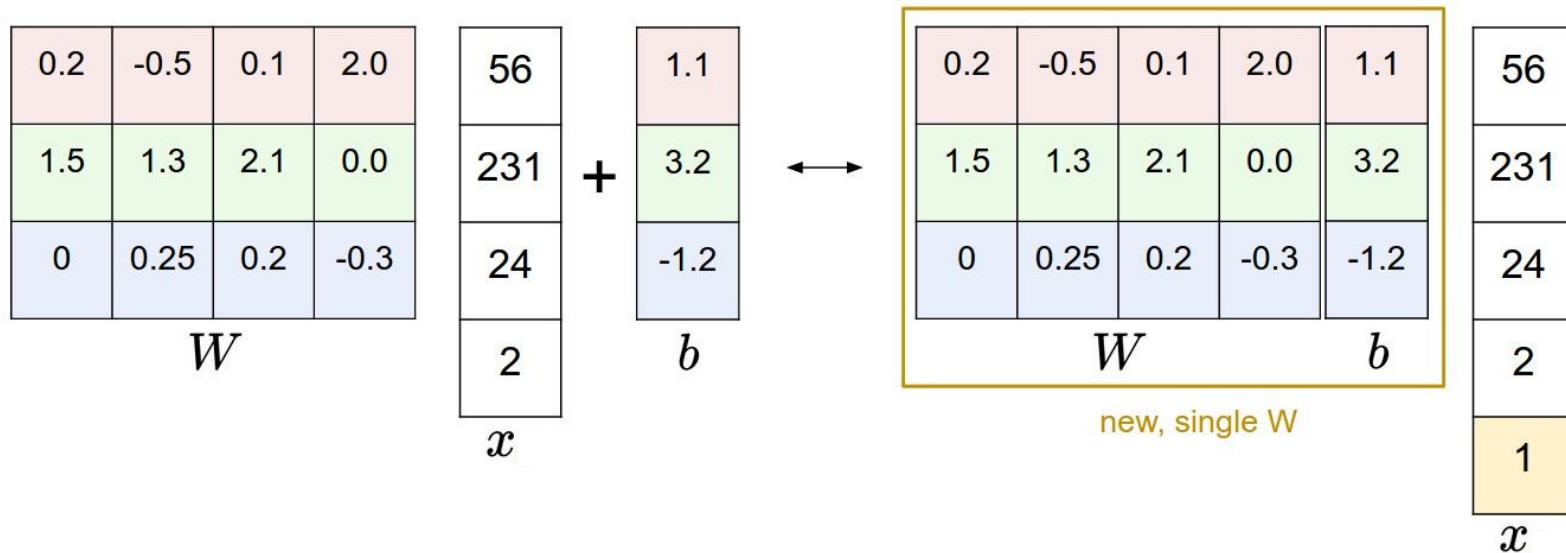 0.2 -0.5 0.1 2.0 56 1.1 0.2 -0.5 0.1 2.0 1.1 56
1.5 1.3 2.1 0.0 231 + 3.2 1.5 1.3 2.1 0.0 3.2 231
0 0.25 0.2 -0.3 24 -1.2 0 0.25 0.2 -0.3 -1.2 24
W 2 b W b 2
new, single W
x 1
x